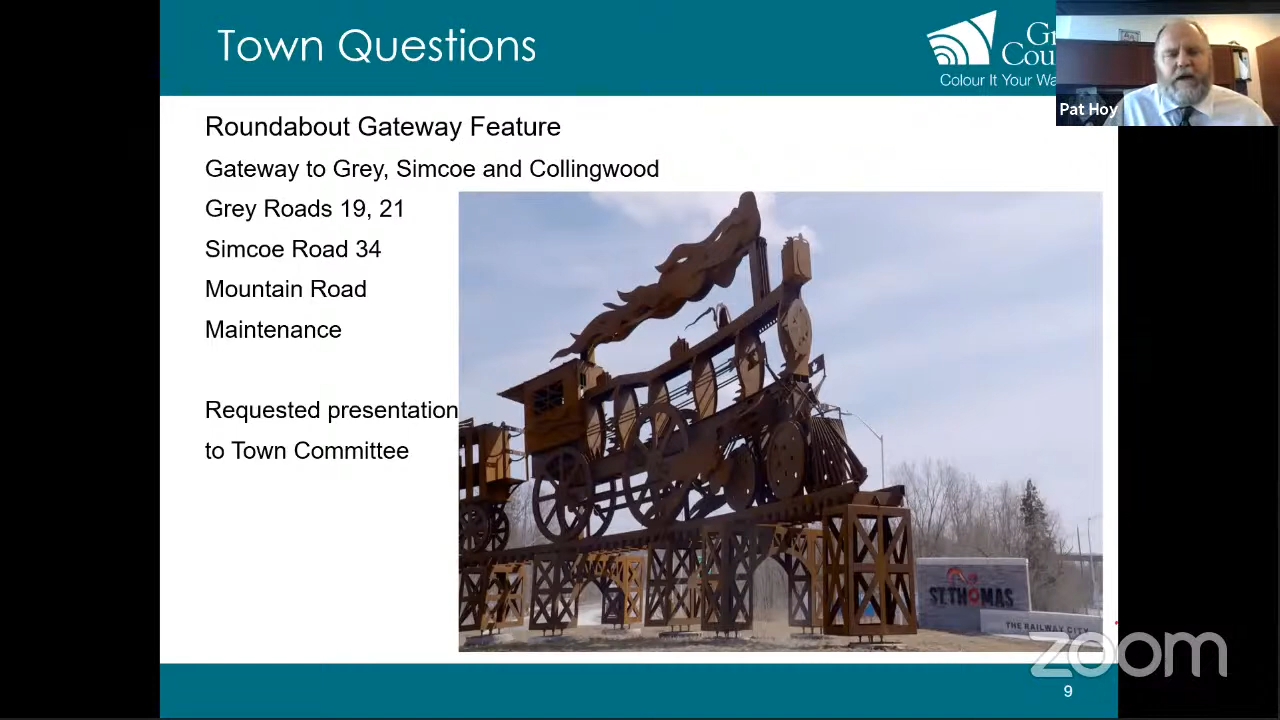 Town Questions
Colour It Your Wa
Pat Hoy
Roundabout Gateway Feature
Gateway to Grey, Simcoe and Collingwood
Grey Roads 19, 21
Simcoe Road 34
Mountain Road
Maintenance
Requested presentation
to Town Committee
ST.THOMAS
THE RAILWAY CITY
zoom
9